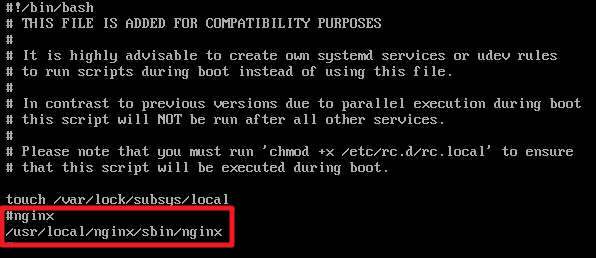 #!/bin/bash
# THIS FILE IS ADDED FOR COMPATIBILITY PURPOSES
#
# It is highly advisable to create own systemd services or udev rules
# to run scripts during boot instead of using this file.
#
# In contrast to previous versions due to parallel execution during boot
# this script will NOT be run after all other services.
#
# Please note that you must run 'chmod +x /etc/rc.d/rc.local' to ensure
# that this script will be executed during boot.

touch /var/lock/subsys/local
#nginx
/usr/local/nginx/sbin/nginx